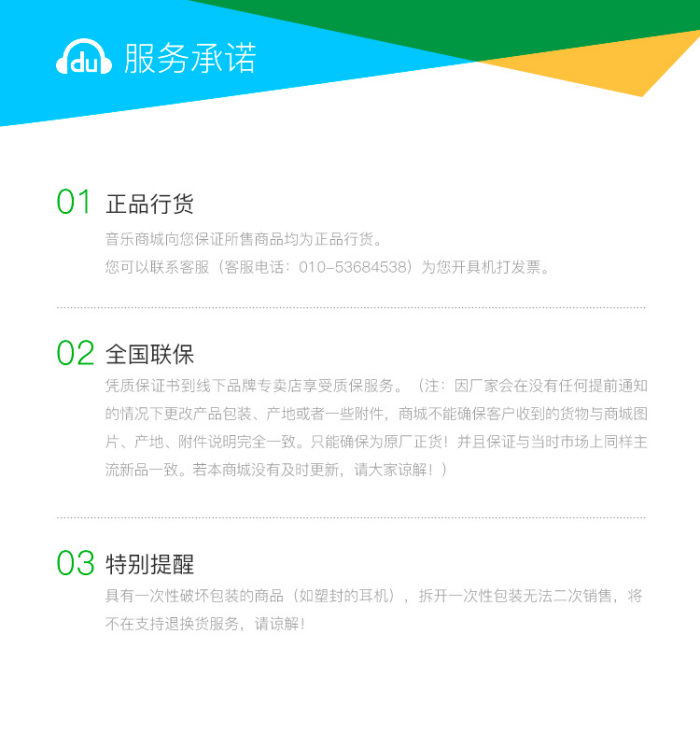 du 服务承诺
01 正品行货
音乐商城向您保证所售商品均为正品行货。
您可以联系客服（客服电话：010-53684538）为您开具机打发票。
02 全国联保
凭质保证书到线下品牌专卖店享受质保服务。（注：因厂家会在没有任何提前通知
的情况下更改产品包装、产地或者一些附件，商城不能确保客户收到的货物与商城图
片、产地、附件说明完全一致。只能确保为原厂正货！并且保证与当时市场上同样主
流新品一致。若本商城没有及时更新，请大家谅解！）
03 特别提醒
具有一次性破坏包装的商品（如塑封的耳机），拆开一次性包装无法二次销售，将
不在支持退换货服务，请谅解！